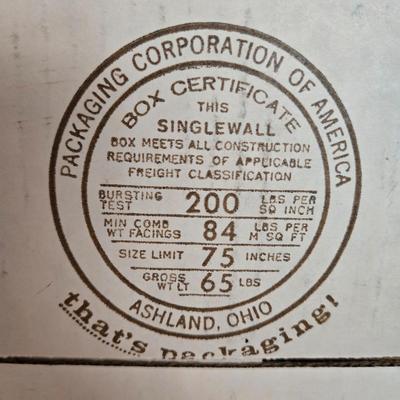 PACKAGING CORPORATION OF AMERICA
BOX CERTIFICATE
THIS
SINGLEWALL
BOX MEETS ALL CONSTRUCTION
REQUIREMENTS OF APPLICABLE
FREIGHT CLASSIFICATION
BURSTING TEST 200 LBS PER SQ INCH
MIN COMB WT FACINGS 84 LBS PER M SQ FT
SIZE LIMIT 75 INCHES
GROSS WT LT 65 LBS
ASHLAND, OHIO
that's packaging!